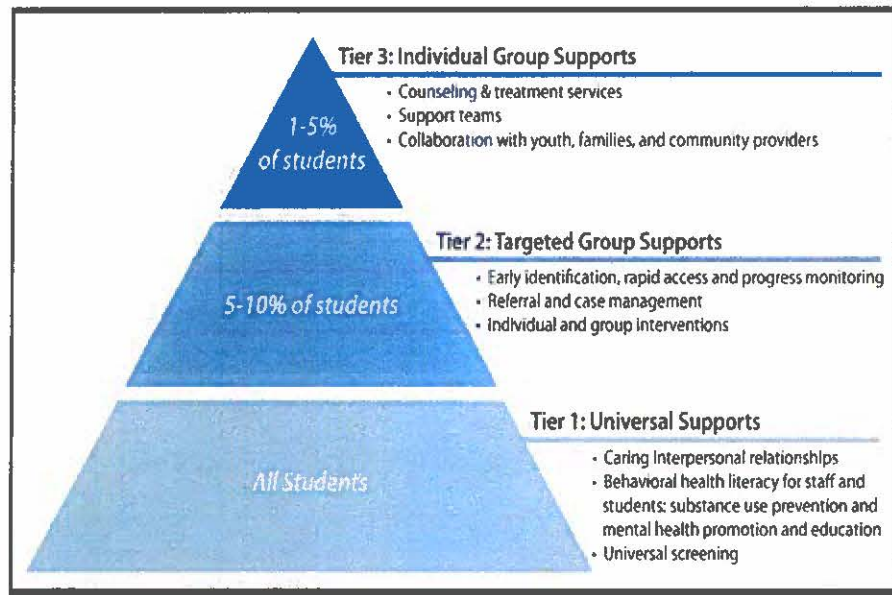 Tier 3: Individual Group Supports
• Counseling & treatment services
• Support teams
• Collaboration with youth, families, and community providers
1-5%
of students
Tier 2: Targeted Group Supports
• Early identification, rapid access and progress monitoring
• Referral and case management
• Individual and group interventions
5-10% of students
Tier 1: Universal Supports
• Caring interpersonal relationships
• Behavioral health literacy for staff and
students: substance use prevention and
mental health promotion and education
• Universal screening
All Students